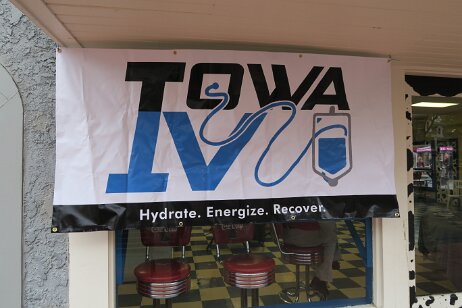 IOWA
IV
Hydrate. Energize. Recover.